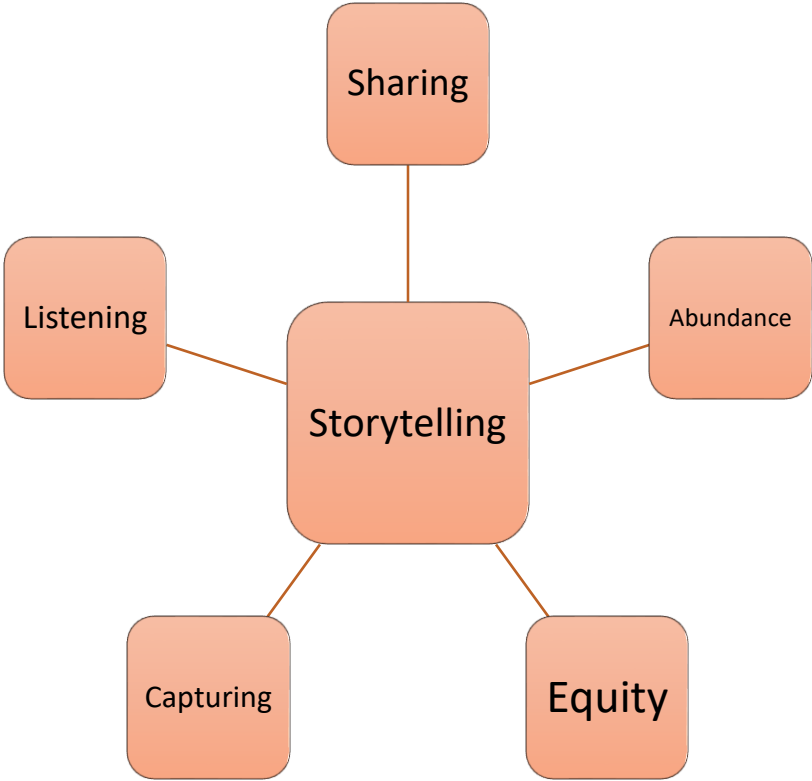 Sharing
Listening
Abundance
Storytelling
Capturing
Equity